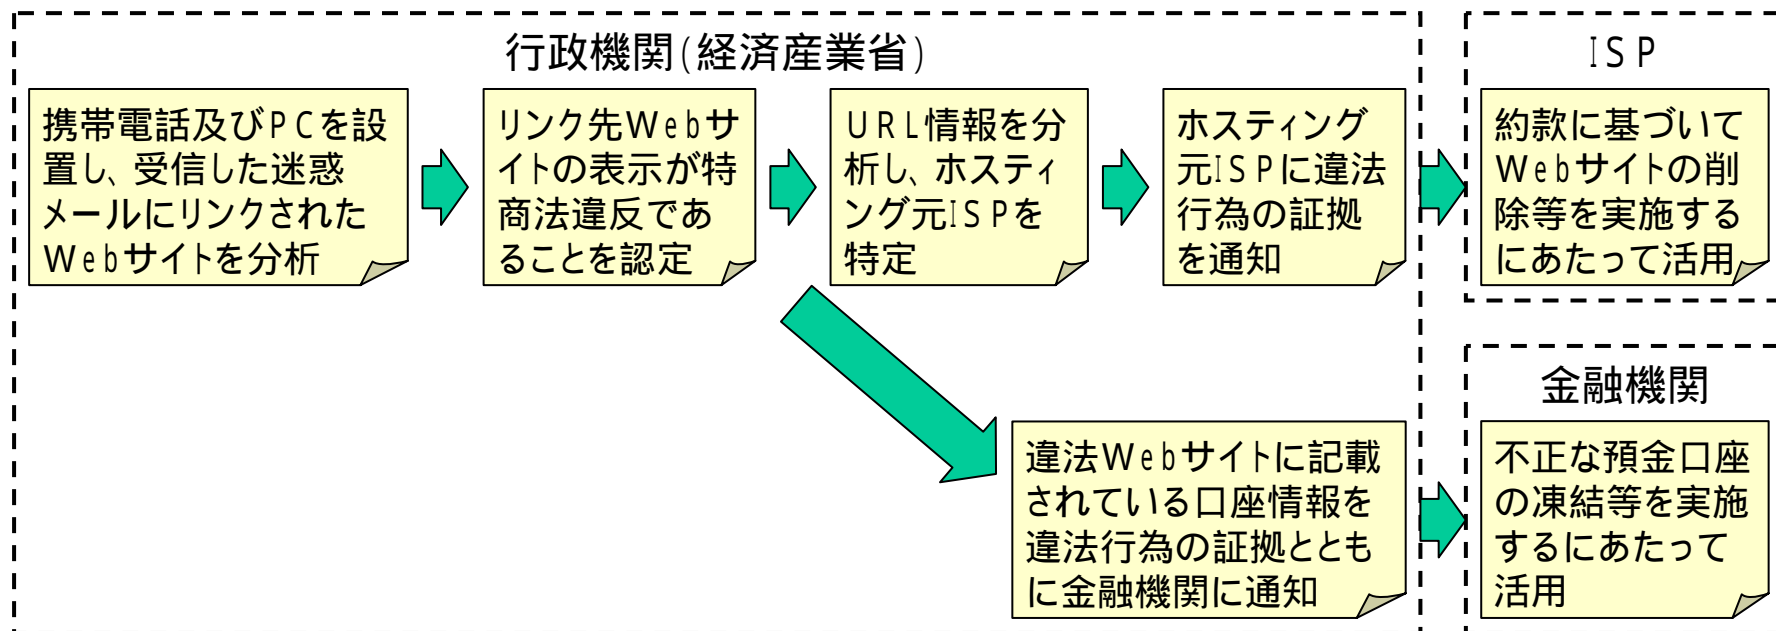 行政機関(経済産業省)
携帯電話及びPCを設
置し、受信した迷惑
メールにリンクされた
Webサイトを分析
リンク先Webサ
イトの表示が特
商法違反であ
ることを認定
URL情報を分
析し、ホスティ
ング元ISPを
特定
ホスティング
元ISPに違法
行為の証拠
を通知
ISP
約款に基づいて
Webサイトの削
除等を実施する
にあたって活用
違法Webサイトに記載
されている口座情報を
違法行為の証拠ととも
に金融機関に通知
金融機関
不正な預金口座
の凍結等を実施
するにあたって
活用